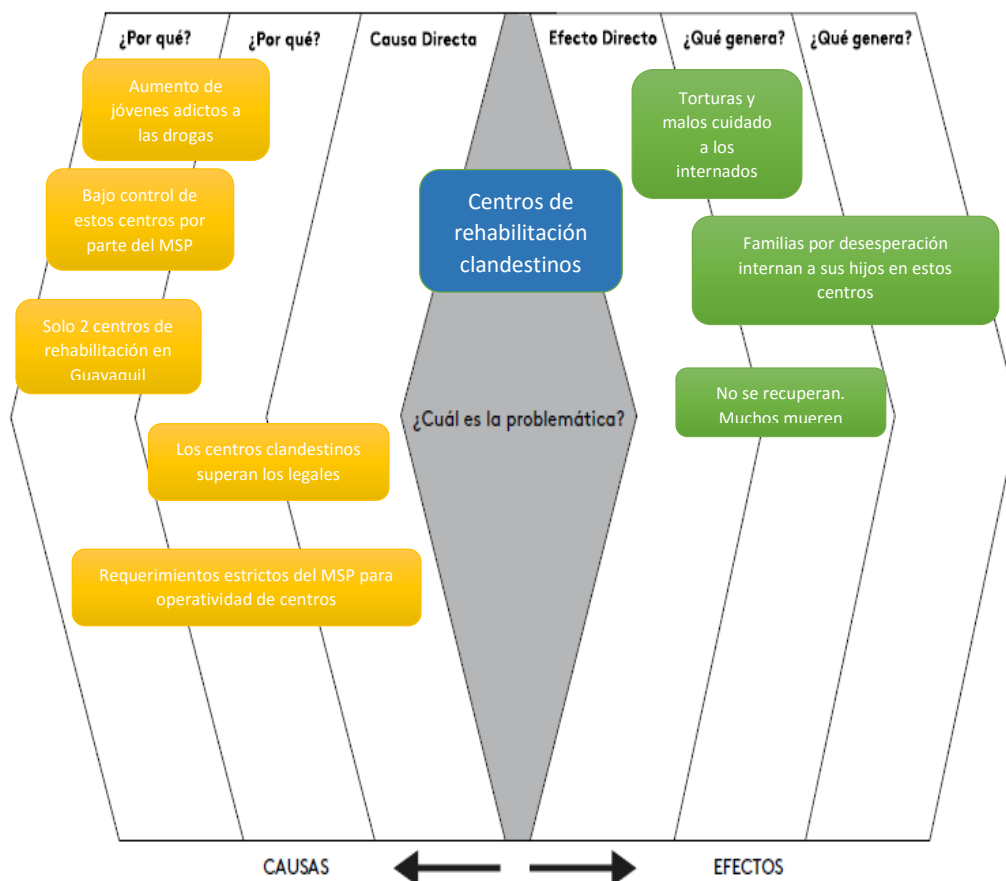 ¿Por qué?
¿Por qué?
Causa Directa
Efecto Directo
¿Qué genera?
¿Qué genera?
Aumento de
jóvenes adictos a
las drogas
Bajo control de
estos centros por
parte del MSP
Solo 2 centros de
rehabilitación en
Guayaquil
Los centros clandestinos
superan los legales
Requerimientos estrictos del MSP para
operatividad de centros
Centros de
rehabilitación
clandestinos
¿Cuál es la problemática?
Torturas y
malos cuidado
a los
internados
Familias por desesperación
internan a sus hijos en estos
centros
No se recuperan.
Muchos mueren
CAUSAS
EFECTOS